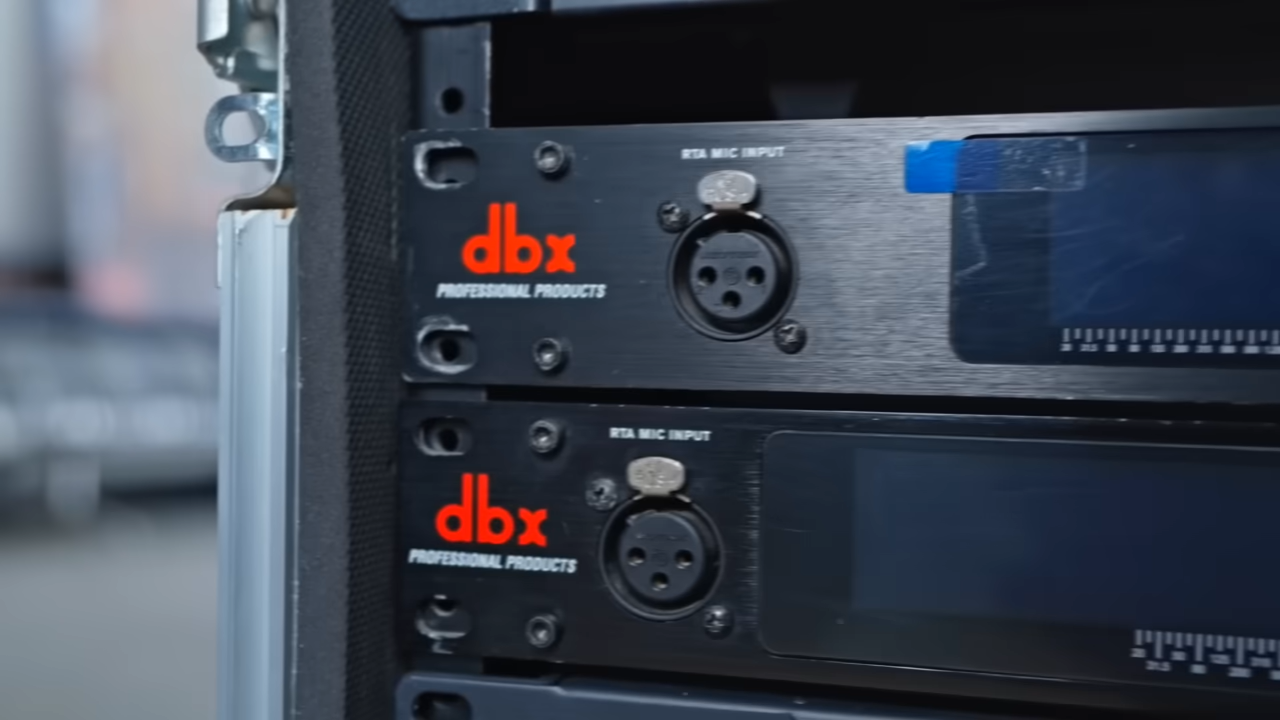 RTA MIC INPUT
dbx
PROFESSIONAL PRODUCTS
RTA MIC INPUT
dbx
PROFESSIONAL PRODUCTS